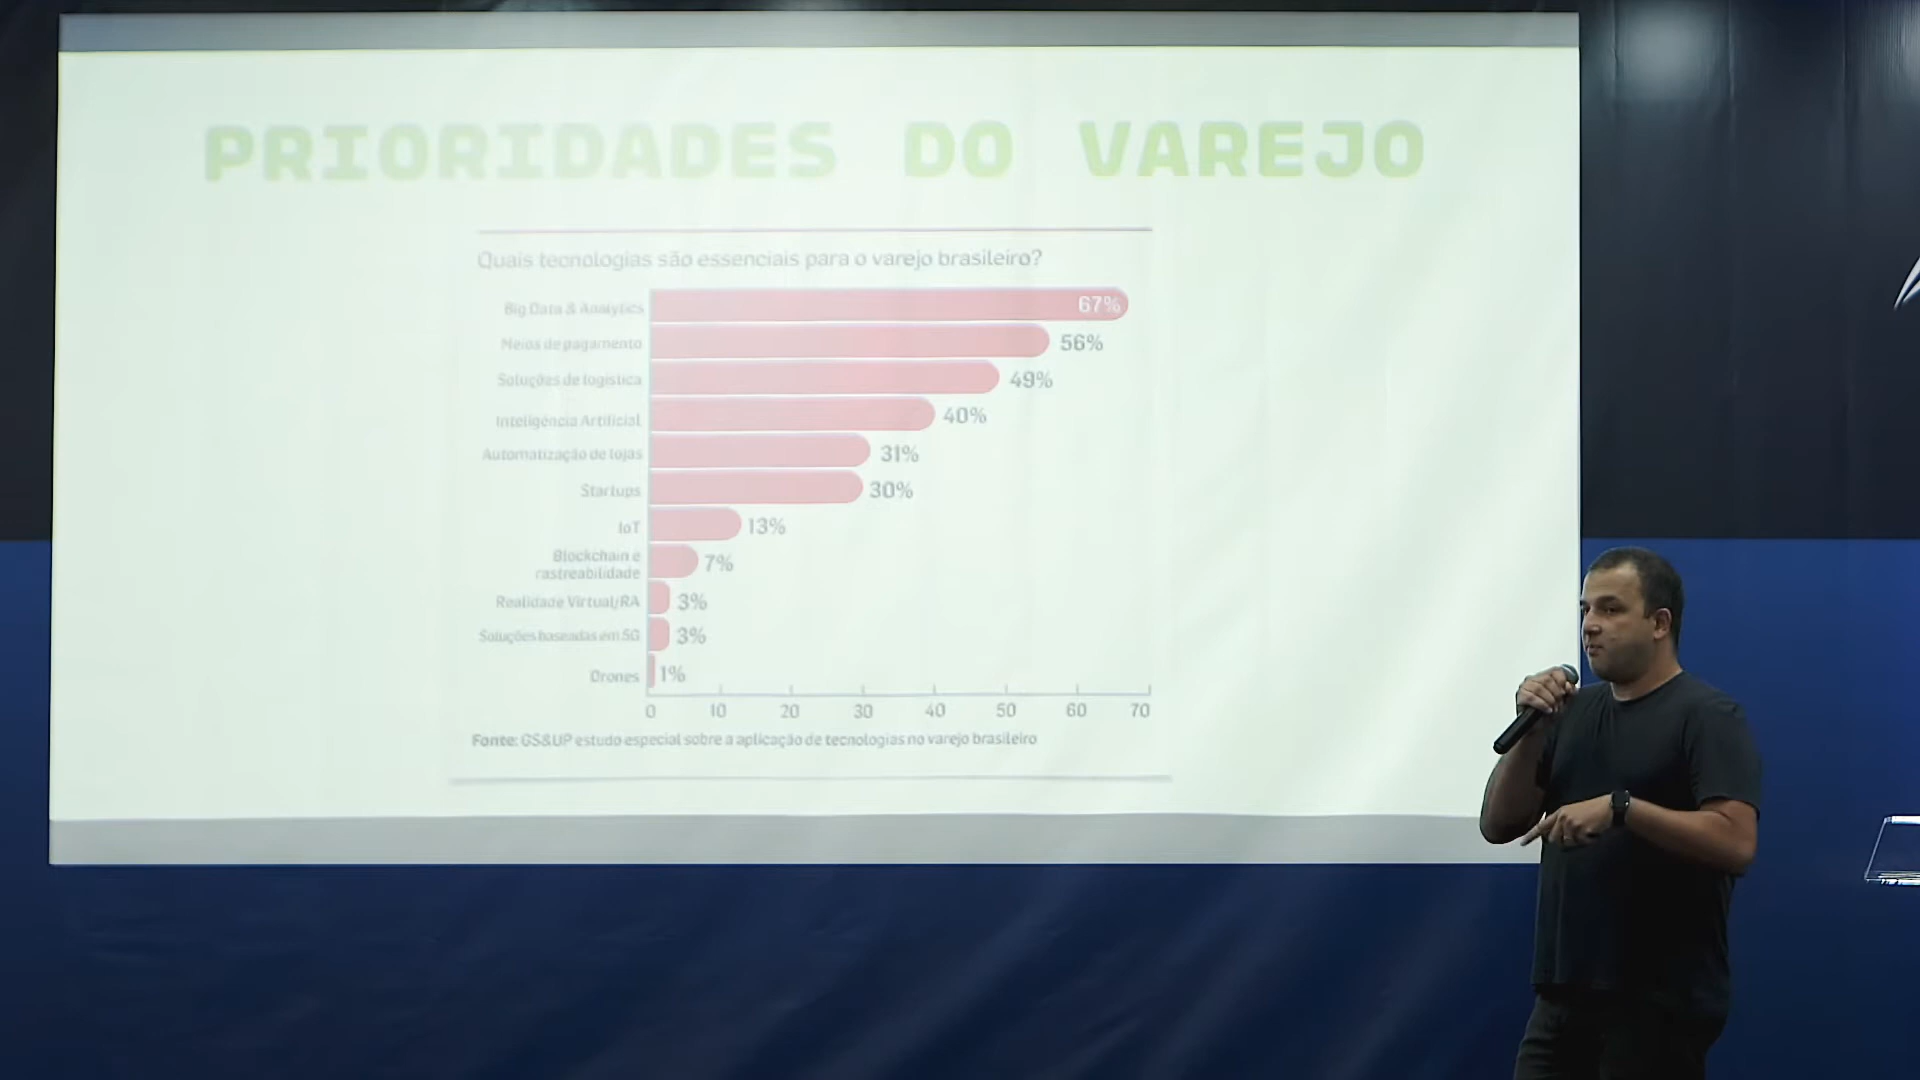 PRIORIDADES DO VAREJO
Quais tecnologias são essenciais para o varejo brasileiro?
Big Data & Analytics 67%
Meios de pagamento 56%
Soluções de logística 49%
Inteligência Artificial 40%
Automatização de lojas 31%
Startups 30%
IoT 13%
Blockchain e
rastreabilidade 7%
Realidade Virtual/RA 3%
Soluções baseadas em 5G 3%
Drones 1%
0 10 20 30 40 50 60 70
Fonte: GS&UP estudo especial sobre a aplicação de tecnologias no varejo brasileiro